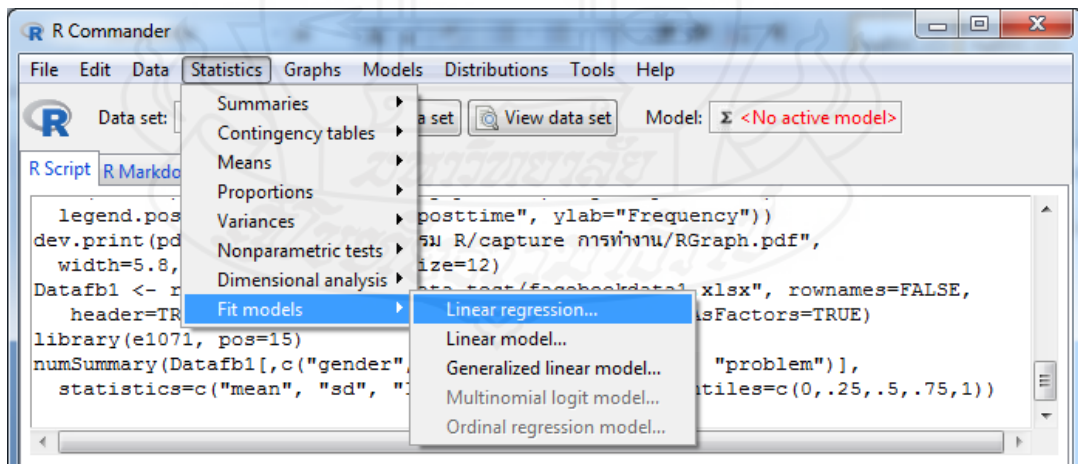 R Commander
File Edit Data Statistics Graphs Models Distributions Tools Help
R Data set: a set View data set Model: Σ <No active model>
R Script R Markdo
Summaries
Contingency tables
Means
Proportions
Variances
Nonparametric tests
Dimensional analysis
Fit models
Linear regression...
Linear model...
Generalized linear model...
Multinomial logit model...
Ordinal regression model...
legend.pos posttime", ylab="Frequency"))
dev.print(pd รม R/capture การทำงาน/RGraph.pdf",
width=5.8, ize=12)
Datafb1 <- r xlsx", rownames=FALSE,
header=TR sFactors=TRUE)
library(e1071, pos=15)
numSummary(Datafb1[,c("gender", "problem")],
statistics=c("mean", "sd", " tiles=c(0,.25,.5,.75,1))